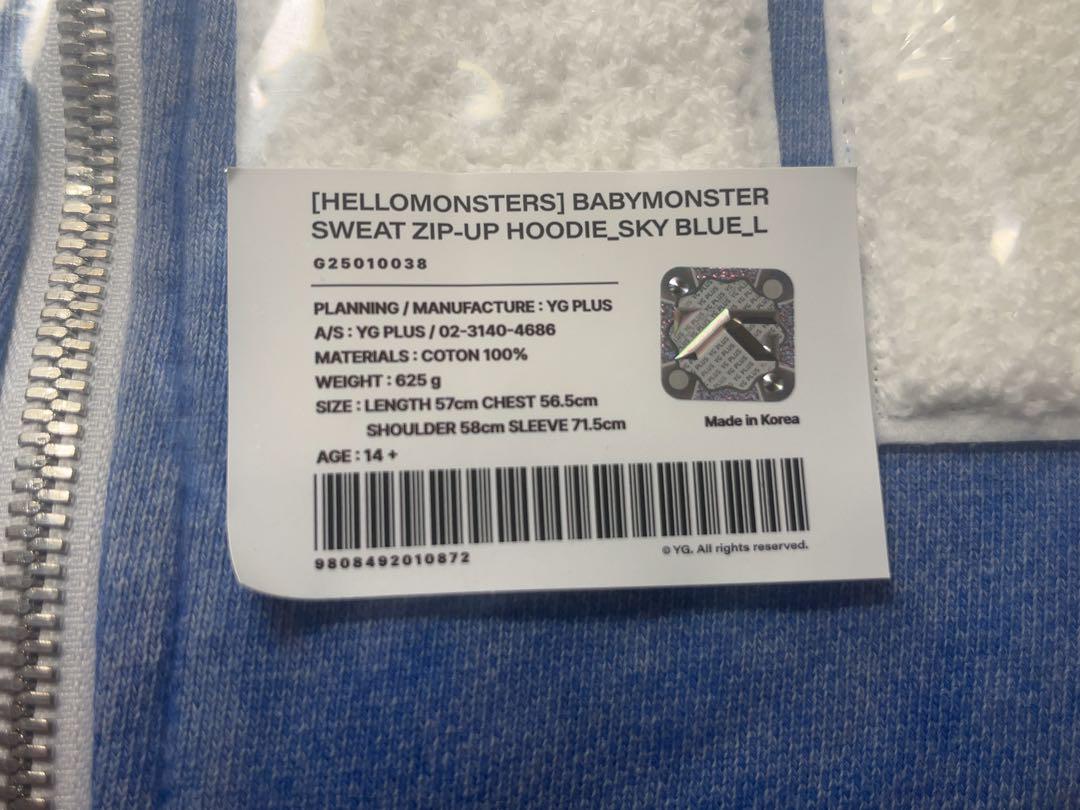 [HELLOMONSTERS] BABYMONSTER
SWEAT ZIP-UP HOODIE_SKY BLUE_L
G25010038
PLANNING / MANUFACTURE : YG PLUS
A/S : YG PLUS / 02-3140-4686
MATERIALS : COTON 100%
WEIGHT : 625 g
SIZE : LENGTH 57cm CHEST 56.5cm
SHOULDER 58cm SLEEVE 71.5cm
AGE : 14 +
Made in Korea
9808492010872
© YG. All rights reserved.